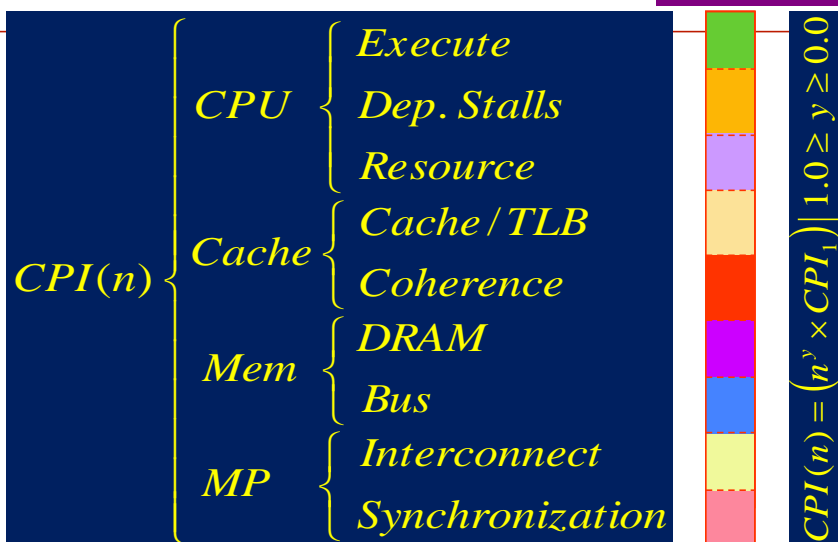 Execute
CPU
Dep. Stalls
Resource
Cache / TLB
Cache
Coherence
CPI(n)
DRAM
Mem
Bus
Interconnect
MP
Synchronization
CPI(n) = (n^y × CPI₁) | 1.0 ≥ y ≥ 0.0